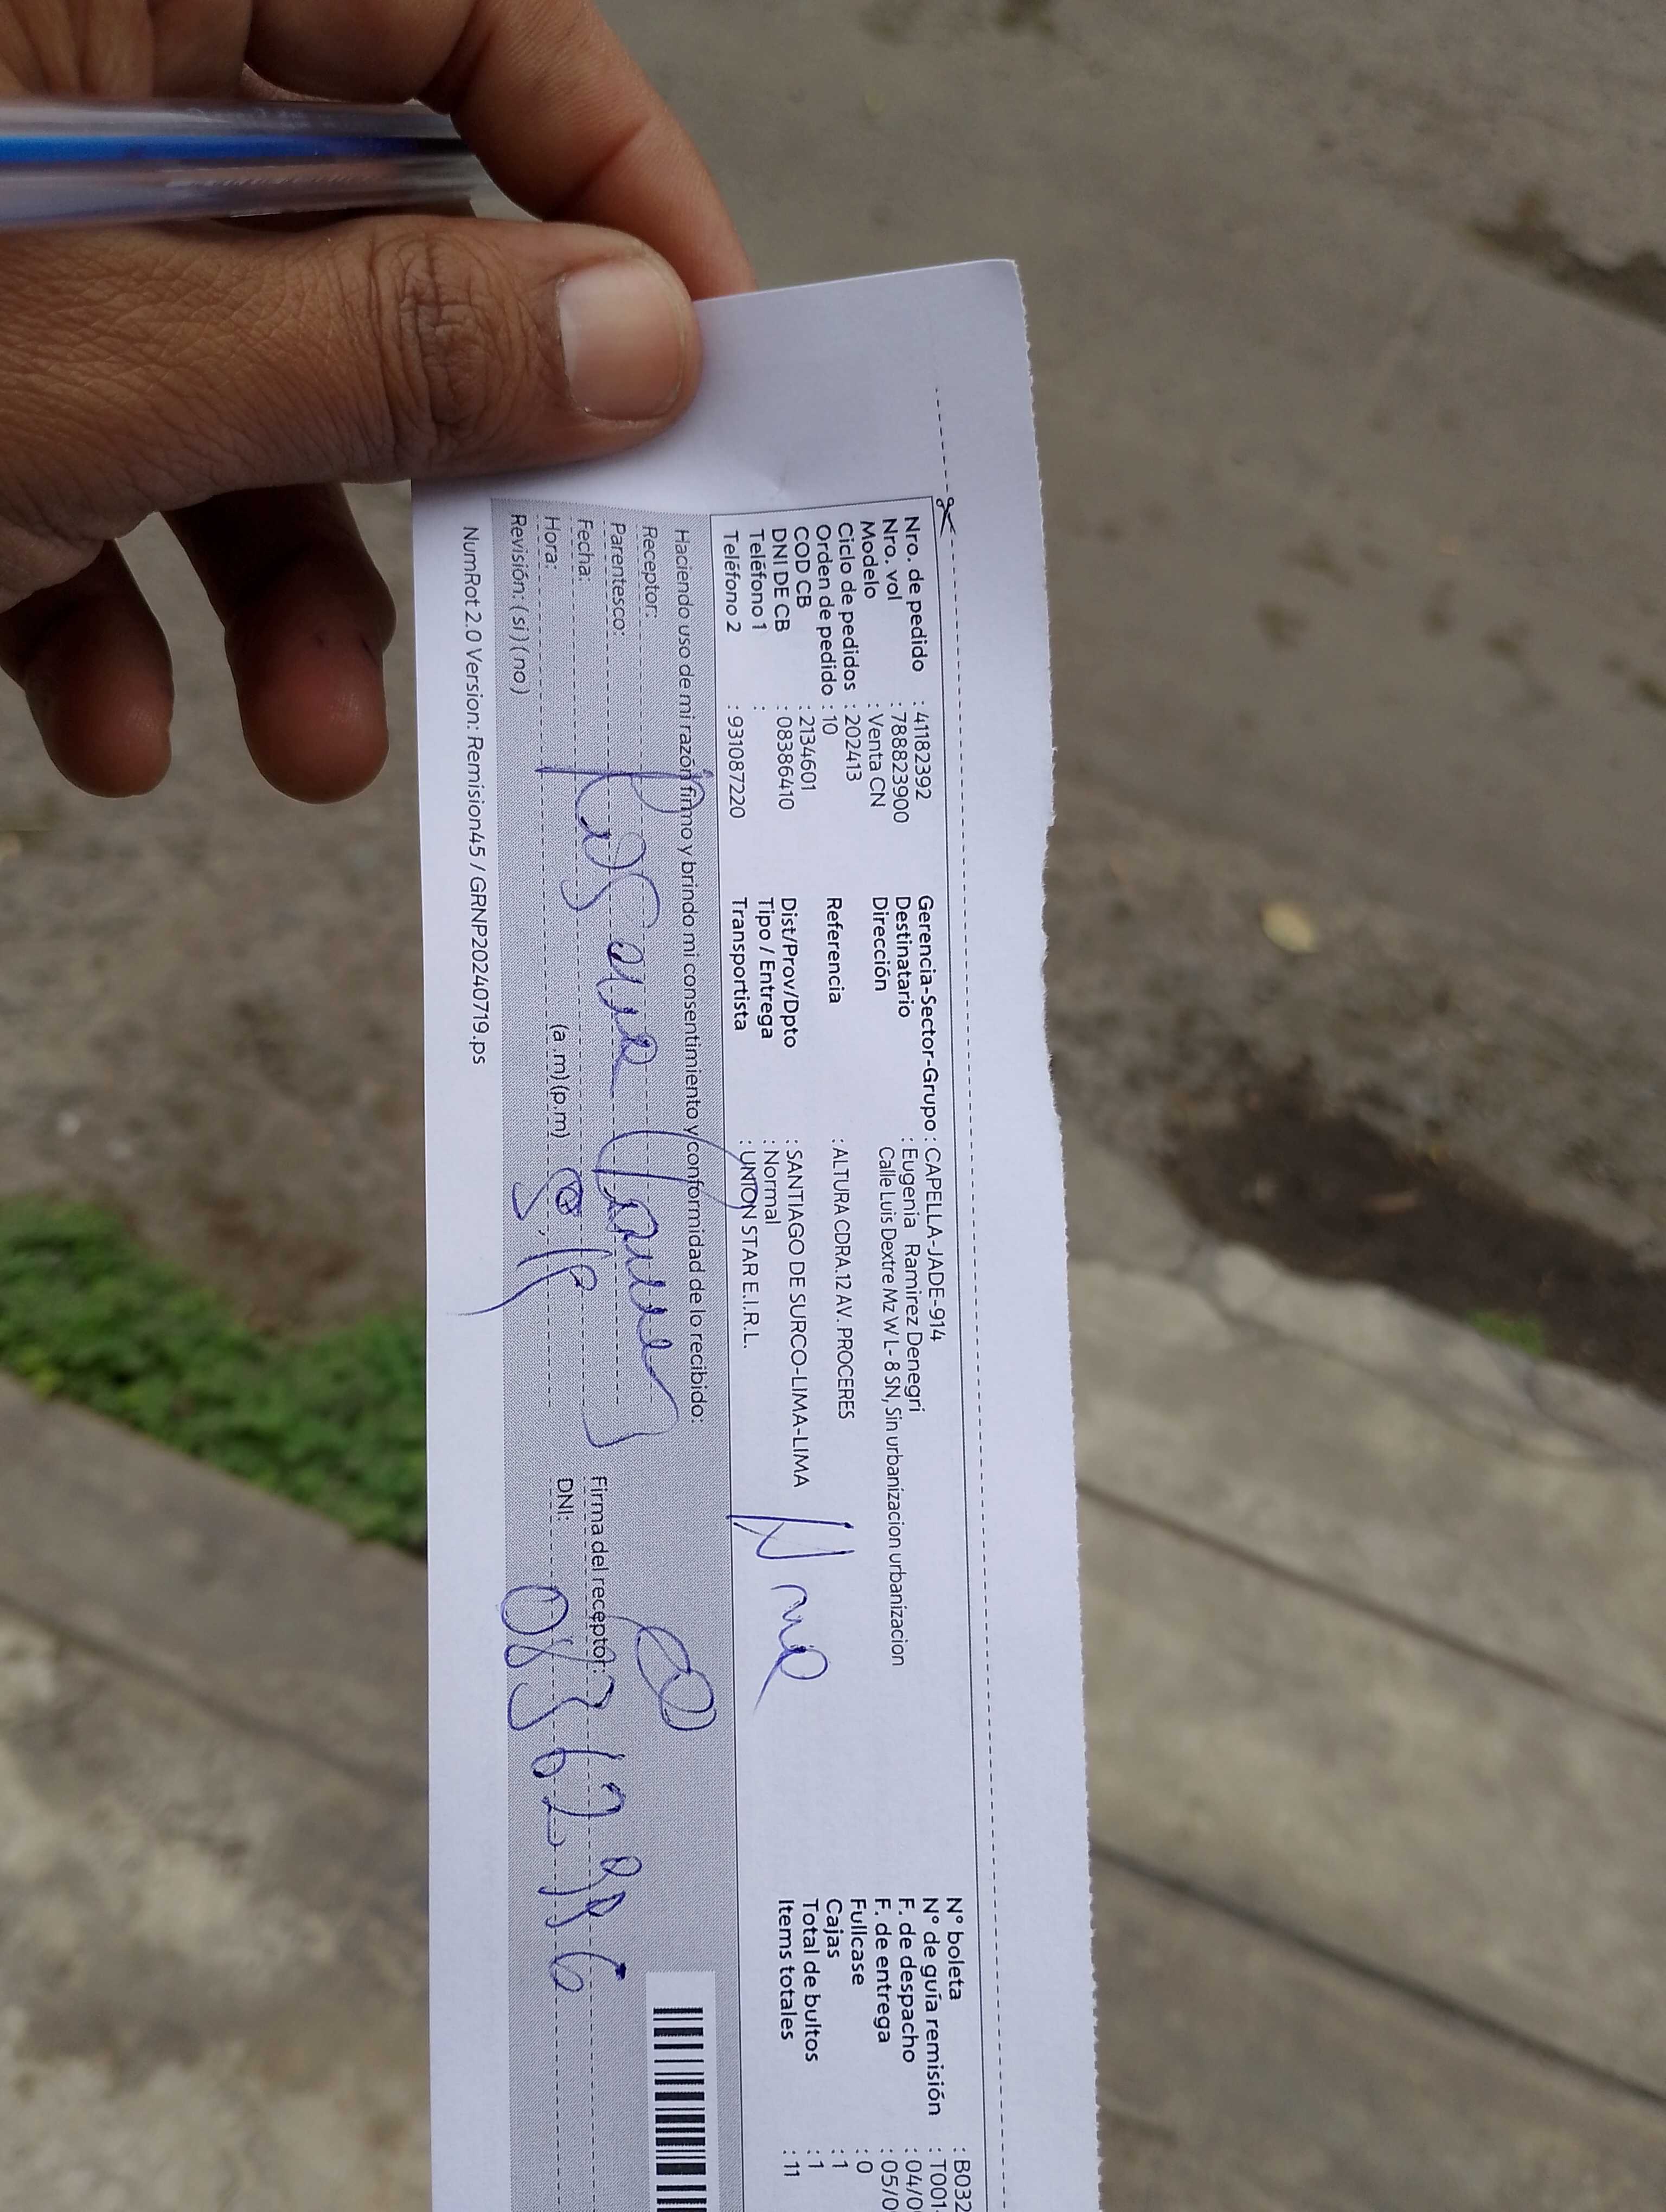 Nro. de pedido : 41182392
Nro. vol : 788823900
Modelo : Venta CN
Ciclo de pedidos : 202413
Orden de pedido : 10
COD CB : 2134601
DNI DE CB : 08386410
Teléfono 1 :
Teléfono 2 : 931087220
Gerencia-Sector-Grupo : CAPELLA-JADE-914
Destinatario : Eugenia Ramirez Denegri
Dirección Calle Luis Dextre Mz W L- 8 SN, Sin urbanizacion urbanizacion
Referencia : ALTURA CDRA.12 AV. PROCERES
Dist/Prov/Dpto : SANTIAGO DE SURCO-LIMA-LIMA
Tipo / Entrega : Normal
Transportista : UNION STAR E.I.R.L.
N° boleta : B032
N° de guía remisión : T001-
F. de despacho : 04/0
F. de entrega : 05/0
Fullcase : 0
Cajas : 1
Total de bultos : 1
Items totales : 11
Haciendo uso de mi razón firmo y brindo mi consentimiento y conformidad de lo recibido:
Receptor:
Parentesco:
Fecha:
Hora: (a .m) (p.m)
Revisión: ( si ) ( no )
Firma del receptor:
DNI:
NumRot 2.0 Version: Remision45 / GRNP20240719.ps